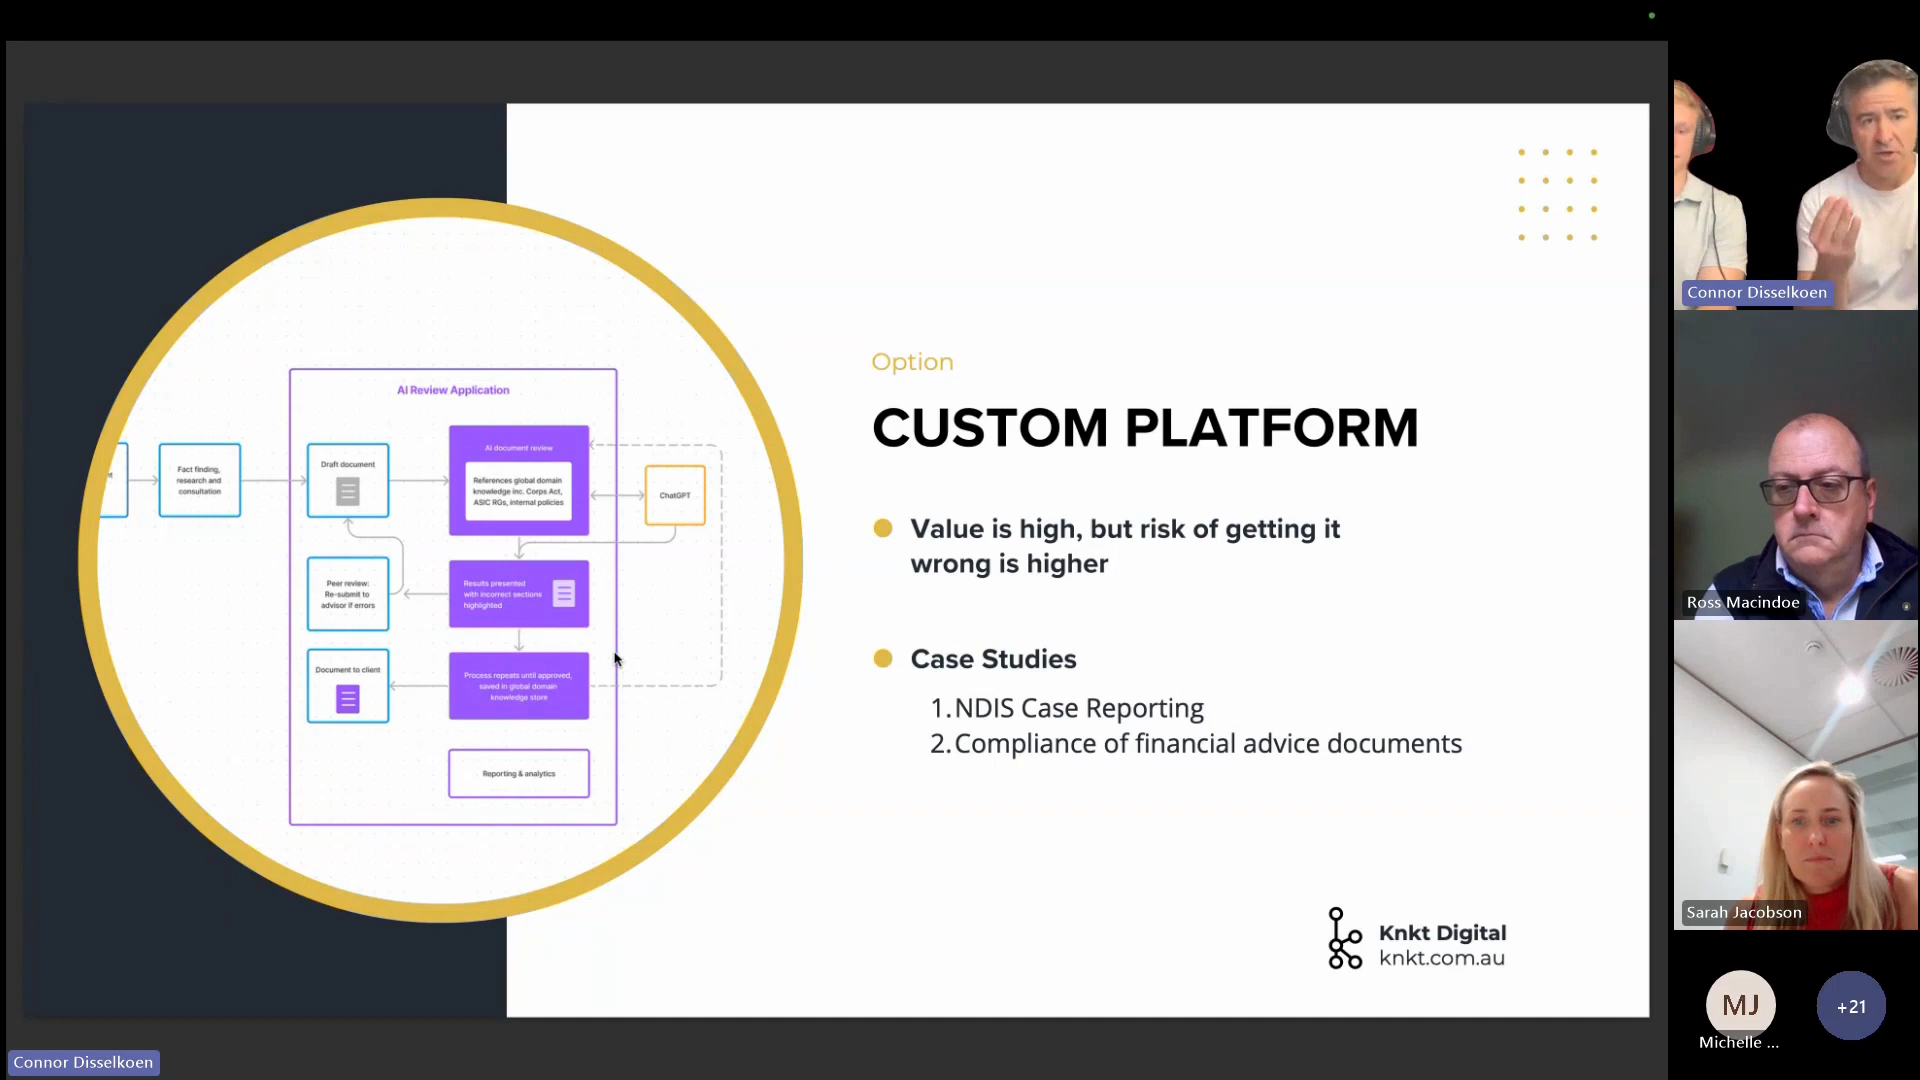 AI Review Application
Fact finding,
research and
consultation
Draft document
AI document review
References global domain
knowledge inc. Corps Act,
ASIC RGs, internal policies
ChatGPT
Peer review:
Re-submit to
advisor if errors
Results presented
with incorrect sections
highlighted
Document to client
Process repeats until approved,
saved in global domain
knowledge store
Reporting & analytics
Option
CUSTOM PLATFORM
Value is high, but risk of getting it
wrong is higher
Case Studies
1. NDIS Case Reporting
2. Compliance of financial advice documents
Knkt Digital
knkt.com.au
Connor Disselkoen
Ross Macindoe
Sarah Jacobson
MJ
Michelle ...
+21
Connor Disselkoen